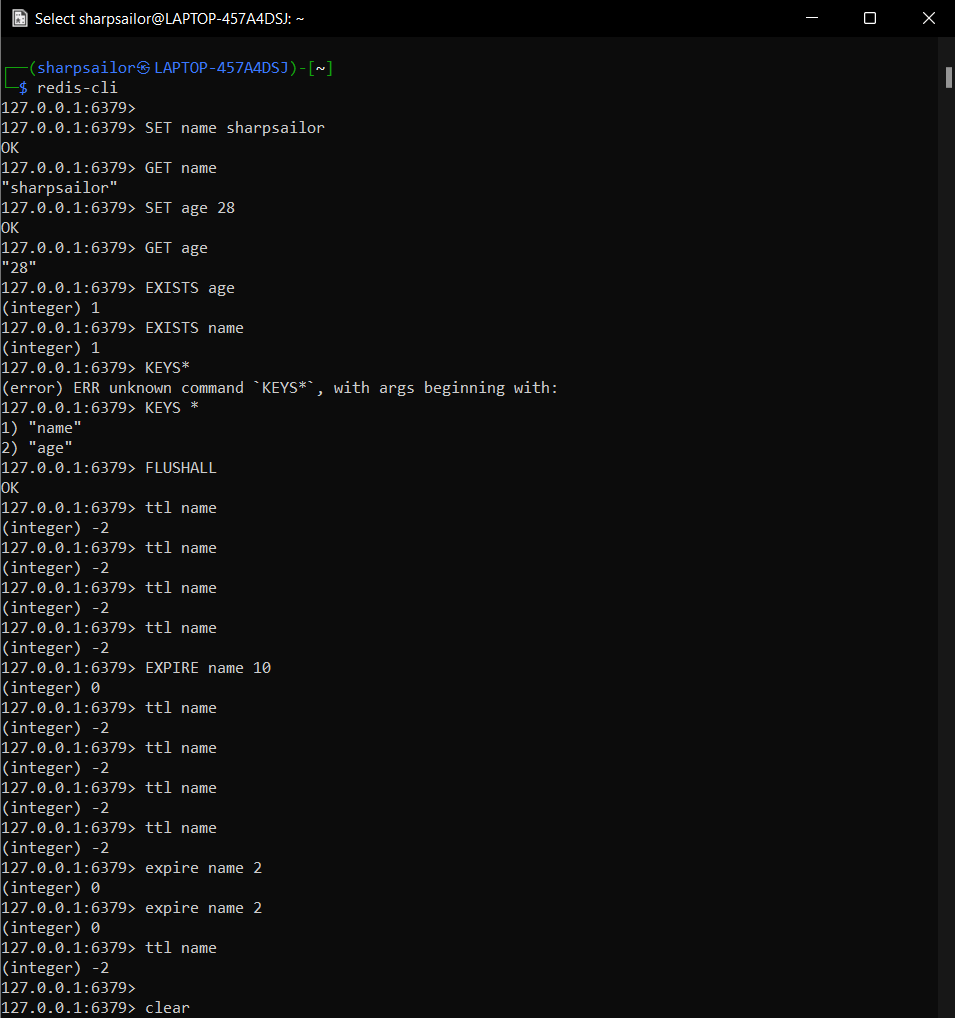 Select sharpsailor@LAPTOP-457A4DSJ: ~
┌──(sharpsailor㉿LAPTOP-457A4DSJ)-[~]
└─$ redis-cli
127.0.0.1:6379>
127.0.0.1:6379> SET name sharpsailor
OK
127.0.0.1:6379> GET name
"sharpsailor"
127.0.0.1:6379> SET age 28
OK
127.0.0.1:6379> GET age
"28"
127.0.0.1:6379> EXISTS age
(integer) 1
127.0.0.1:6379> EXISTS name
(integer) 1
127.0.0.1:6379> KEYS*
(error) ERR unknown command `KEYS*`, with args beginning with:
127.0.0.1:6379> KEYS *
1) "name"
2) "age"
127.0.0.1:6379> FLUSHALL
OK
127.0.0.1:6379> ttl name
(integer) -2
127.0.0.1:6379> ttl name
(integer) -2
127.0.0.1:6379> ttl name
(integer) -2
127.0.0.1:6379> ttl name
(integer) -2
127.0.0.1:6379> EXPIRE name 10
(integer) 0
127.0.0.1:6379> ttl name
(integer) -2
127.0.0.1:6379> ttl name
(integer) -2
127.0.0.1:6379> ttl name
(integer) -2
127.0.0.1:6379> ttl name
(integer) -2
127.0.0.1:6379> expire name 2
(integer) 0
127.0.0.1:6379> expire name 2
(integer) 0
127.0.0.1:6379> ttl name
(integer) -2
127.0.0.1:6379>
127.0.0.1:6379> clear